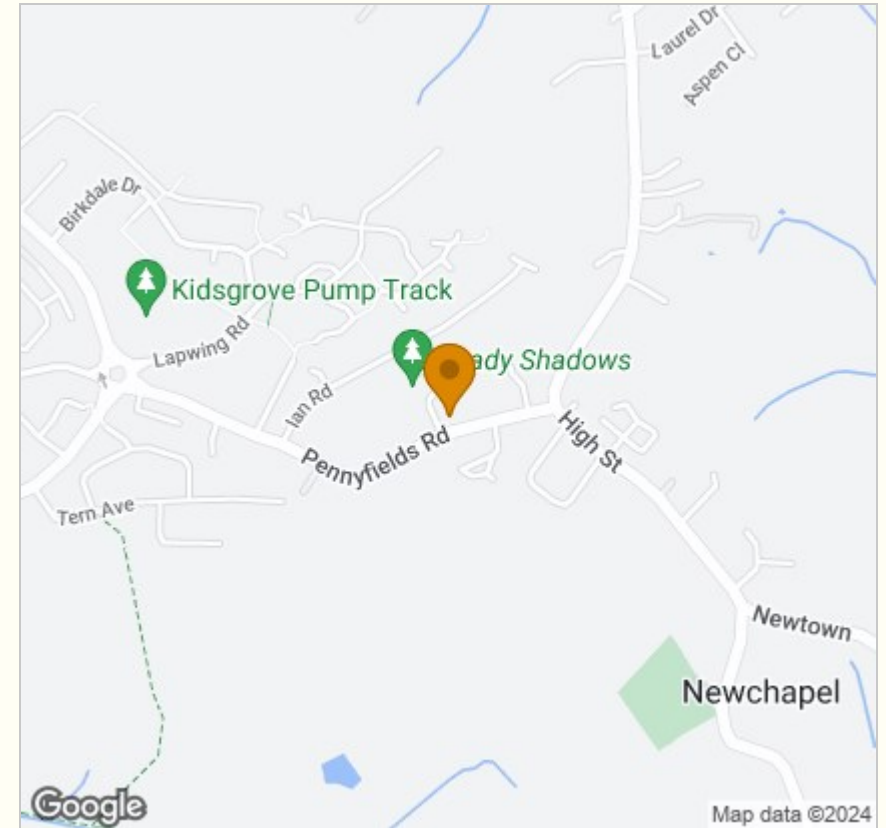 Laurel Dr
Aspen Cl
Birkdale Dr
Kidsgrove Pump Track
Lapwing Rd
ady Shadows
Ian Rd
High St
Pennyfields Rd
Tern Ave
Newtown
Newchapel
Google
Map data ©2024